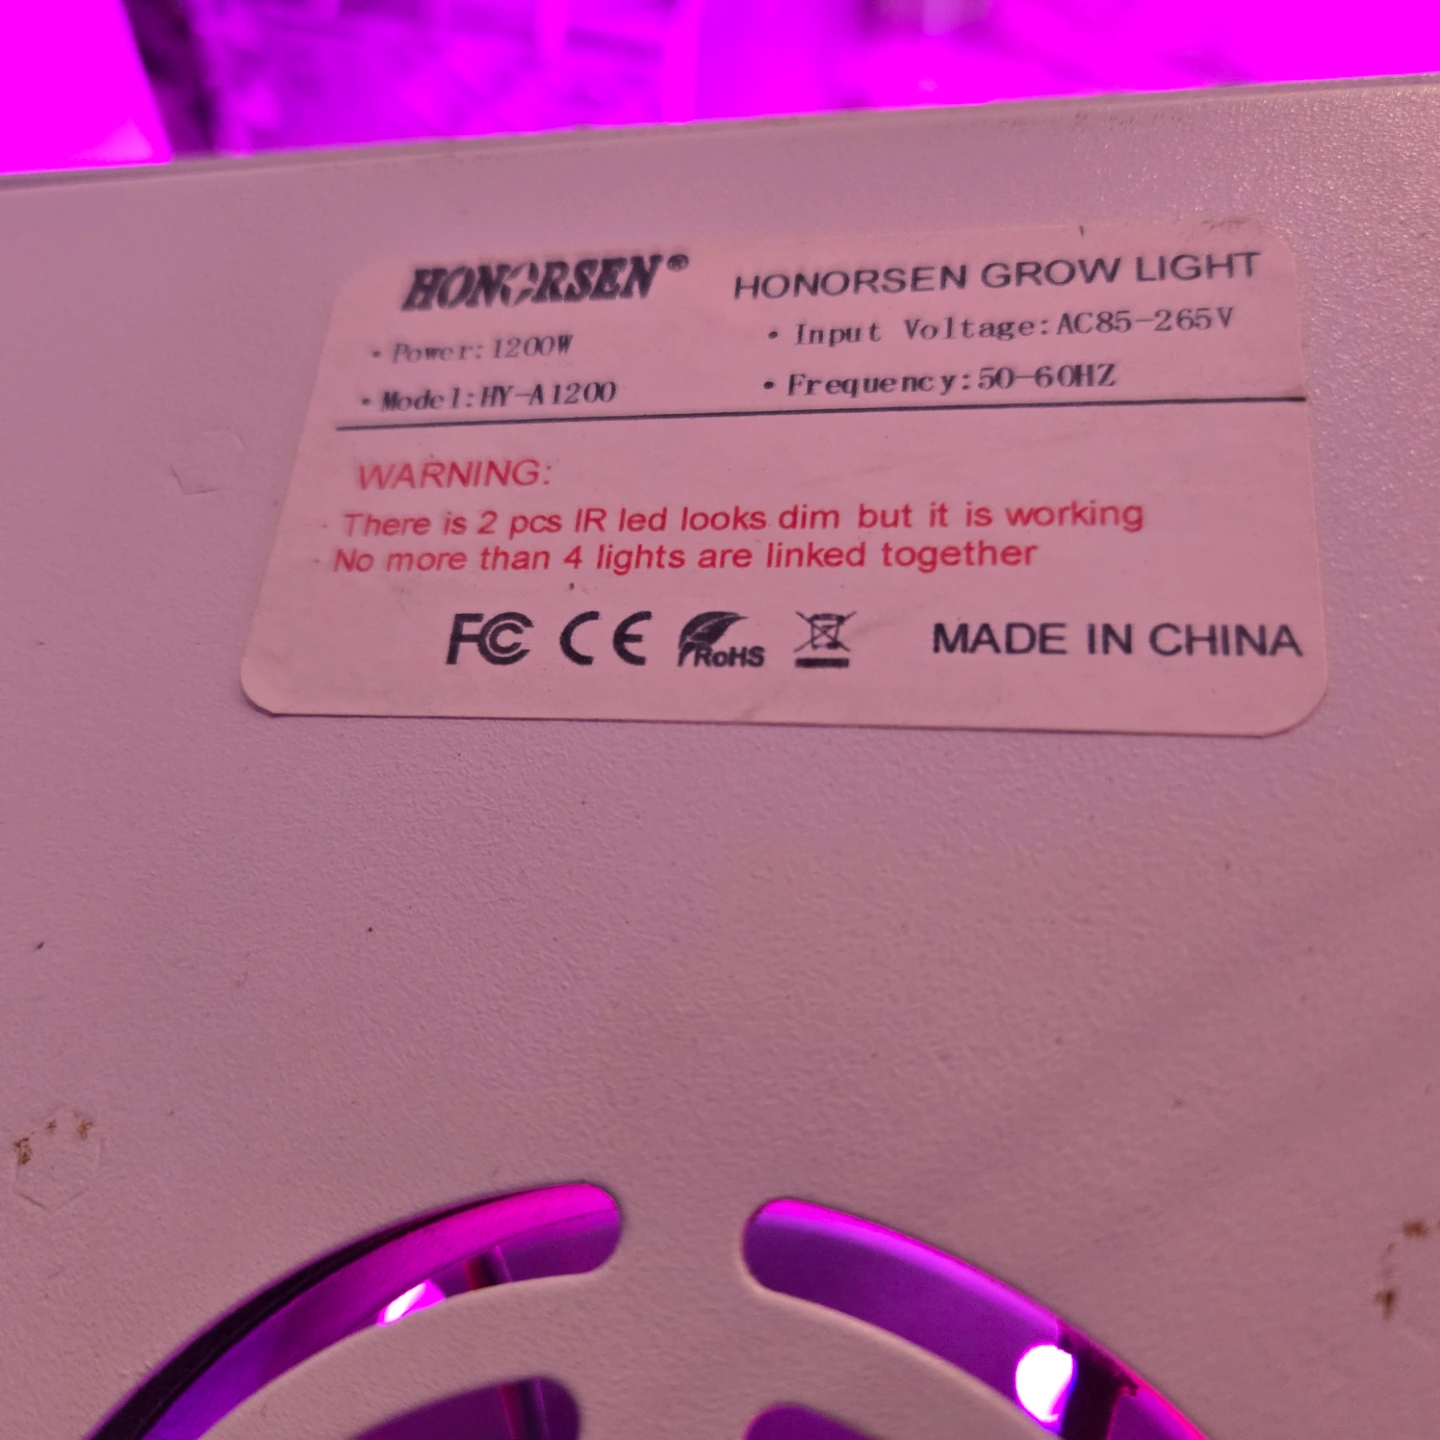 HONORSEN® HONORSEN GROW LIGHT
• Power:1200W • Input Voltage:AC85-265V
• Model:HY-A1200 • Frequency:50-60HZ
WARNING:
· There is 2 pcs IR led looks dim but it is working
· No more than 4 lights are linked together
FC CE RoHS MADE IN CHINA